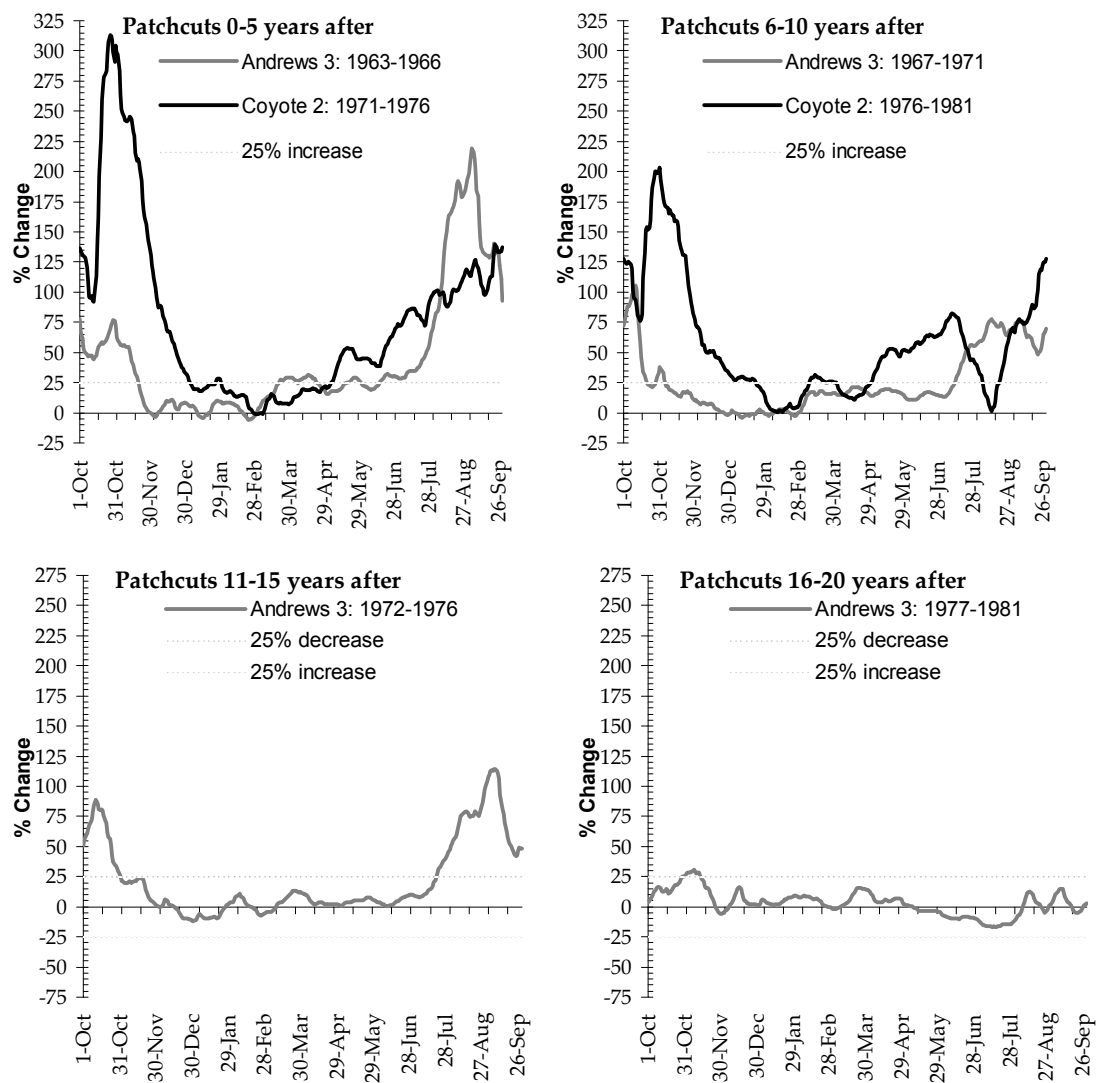 Patchcuts 0-5 years after
Andrews 3: 1963-1966
Coyote 2: 1971-1976
25% increase
% Change
325
300
275
250
225
200
175
150
125
100
75
50
25
0
-25
1-Oct
31-Oct
30-Nov
30-Dec
29-Jan
28-Feb
30-Mar
29-Apr
29-May
28-Jun
28-Jul
27-Aug
26-Sep
Patchcuts 6-10 years after
Andrews 3: 1967-1971
Coyote 2: 1976-1981
25% increase
% Change
325
300
275
250
225
200
175
150
125
100
75
50
25
0
-25
1-Oct
31-Oct
30-Nov
30-Dec
29-Jan
28-Feb
30-Mar
29-Apr
29-May
28-Jun
28-Jul
27-Aug
26-Sep
Patchcuts 11-15 years after
Andrews 3: 1972-1976
25% decrease
25% increase
% Change
275
250
225
200
175
150
125
100
75
50
25
0
-25
-50
-75
1-Oct
31-Oct
30-Nov
30-Dec
29-Jan
28-Feb
30-Mar
29-Apr
29-May
28-Jun
28-Jul
27-Aug
26-Sep
Patchcuts 16-20 years after
Andrews 3: 1977-1981
25% decrease
25% increase
% Change
275
250
225
200
175
150
125
100
75
50
25
0
-25
-50
-75
1-Oct
31-Oct
30-Nov
30-Dec
29-Jan
28-Feb
30-Mar
29-Apr
29-May
28-Jun
28-Jul
27-Aug
26-Sep